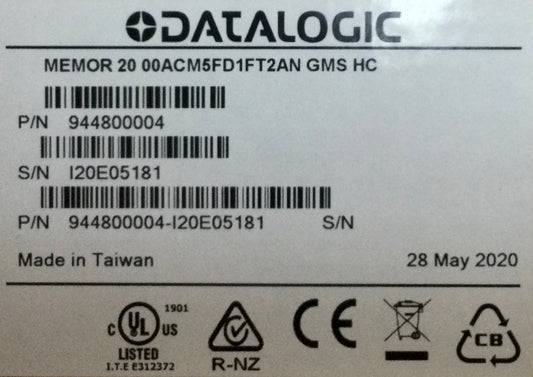 DATALOGIC
MEMOR 20 00ACM5FD1FT2AN GMS HC
P/N 944800004
S/N I20E05181
P/N 944800004-I20E05181 S/N
Made in Taiwan 28 May 2020
1901
C UL US
LISTED
I.T.E E312372
R-NZ
CE
CB